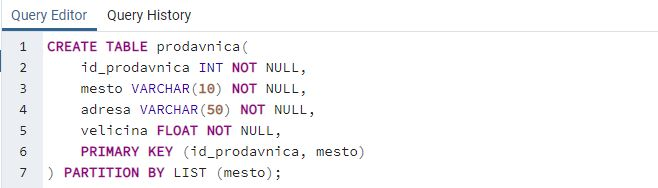 Query Editor Query History
1 CREATE TABLE prodavnica(
2 id_prodavnica INT NOT NULL,
3 mesto VARCHAR(10) NOT NULL,
4 adresa VARCHAR(50) NOT NULL,
5 velicina FLOAT NOT NULL,
6 PRIMARY KEY (id_prodavnica, mesto)
7 ) PARTITION BY LIST (mesto);